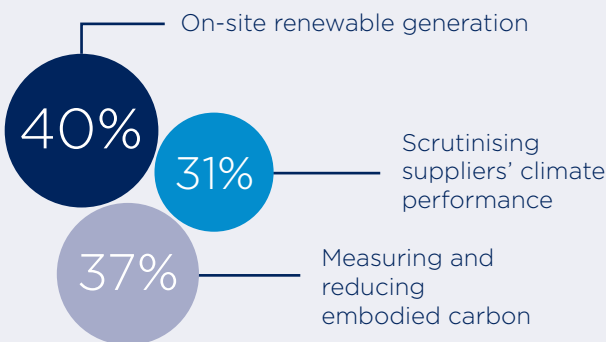 On-site renewable generation
40%
31%
Scrutinising
suppliers' climate
performance
37%
Measuring and
reducing
embodied carbon